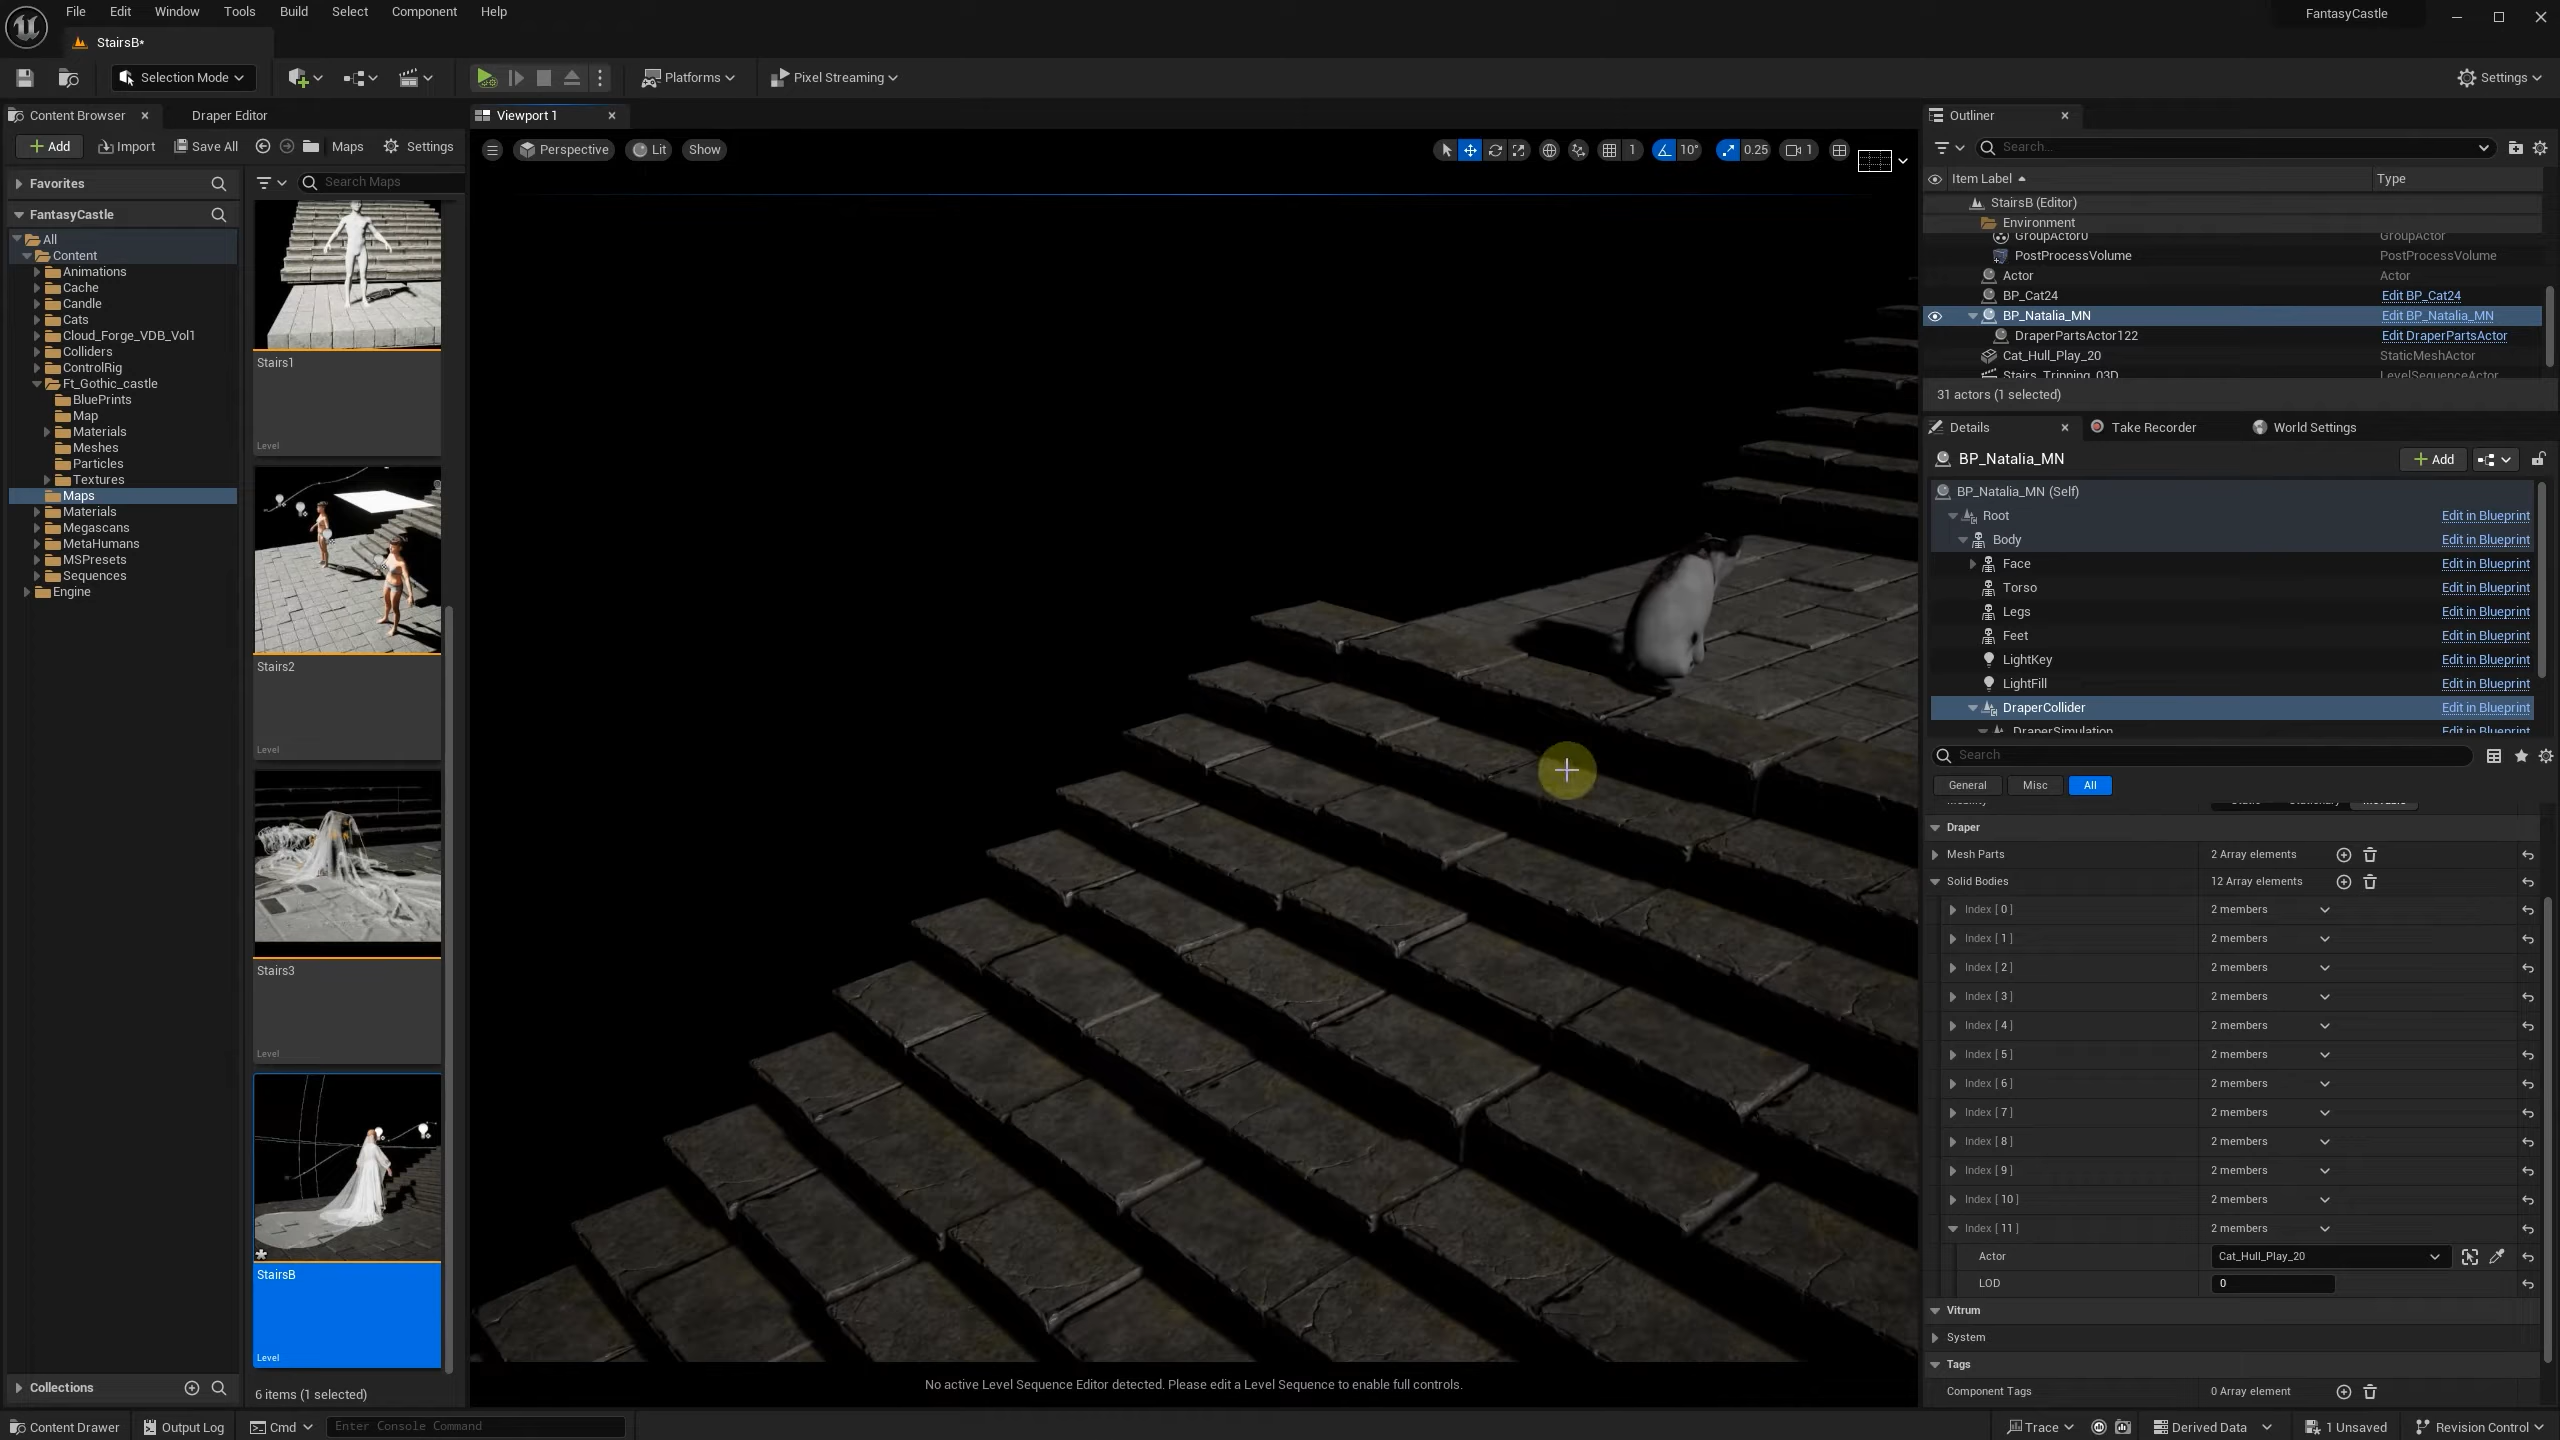 File Edit Window Tools Build Select Component Help
FantasyCastle
StairsB*
Selection Mode
Platforms
Pixel Streaming
Settings
Content Browser
Draper Editor
Add
Import
Save All
Maps
Settings
Favorites
Search Maps
FantasyCastle
All
Content
Animations
Cache
Candle
Cats
Cloud_Forge_VDB_Vol1
Colliders
ControlRig
Ft_Gothic_castle
BluePrints
Map
Materials
Meshes
Particles
Textures
Maps
Materials
Megascans
MetaHumans
MSPresets
Sequences
Engine
Collections
Stairs1
Level
Stairs2
Level
Stairs3
Level
StairsB
Level
6 items (1 selected)
Viewport 1
Perspective
Lit
Show
1
10°
0.25
1
No active Level Sequence Editor detected. Please edit a Level Sequence to enable full controls.
Outliner
Search...
Item Label
Type
StairsB (Editor)
Environment
GroupActor0 GroupActor
PostProcessVolume PostProcessVolume
Actor Actor
BP_Cat24 Edit BP_Cat24
BP_Natalia_MN Edit BP_Natalia_MN
DraperPartsActor122 Edit DraperPartsActor
Cat_Hull_Play_20 StaticMeshActor
Stairs_Tripping_03D LevelSequenceActor
31 actors (1 selected)
Details
Take Recorder
World Settings
BP_Natalia_MN
Add
BP_Natalia_MN (Self)
Root Edit in Blueprint
Body Edit in Blueprint
Face Edit in Blueprint
Torso Edit in Blueprint
Legs Edit in Blueprint
Feet Edit in Blueprint
LightKey Edit in Blueprint
LightFill Edit in Blueprint
DraperCollider Edit in Blueprint
DraperSimulation Edit in Blueprint
Search
General Misc All
Draper
Mesh Parts 2 Array elements
Solid Bodies 12 Array elements
Index [ 0 ] 2 members
Index [ 1 ] 2 members
Index [ 2 ] 2 members
Index [ 3 ] 2 members
Index [ 4 ] 2 members
Index [ 5 ] 2 members
Index [ 6 ] 2 members
Index [ 7 ] 2 members
Index [ 8 ] 2 members
Index [ 9 ] 2 members
Index [ 10 ] 2 members
Index [ 11 ] 2 members
Actor Cat_Hull_Play_20
LOD 0
Vitrum
System
Tags
Component Tags 0 Array element
Content Drawer
Output Log
Cmd
Enter Console Command
Trace
Derived Data
1 Unsaved
Revision Control